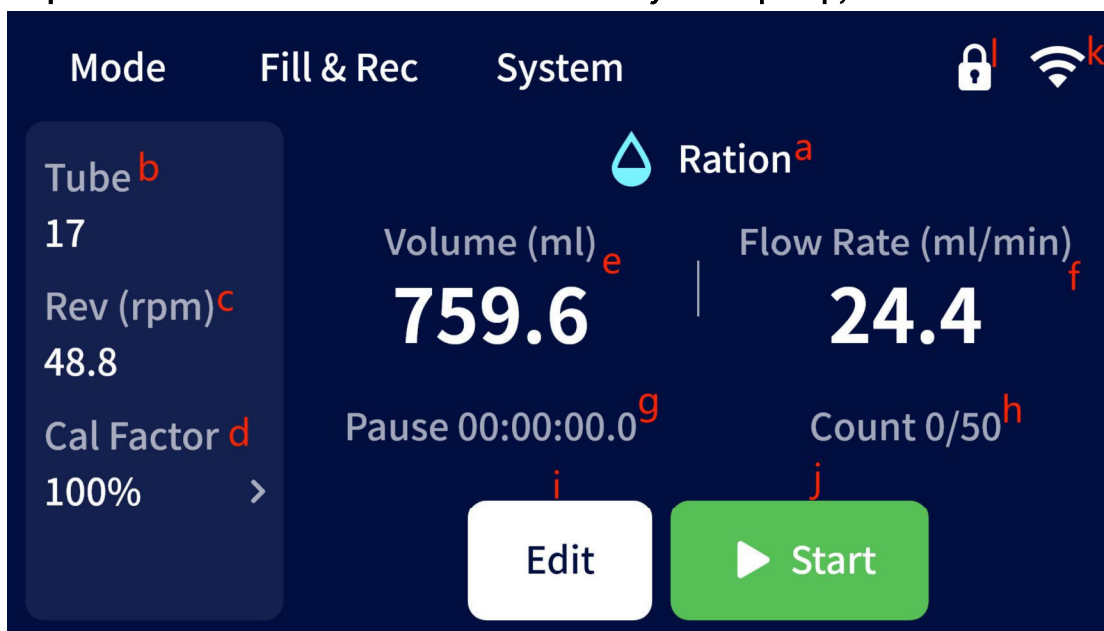 Mode Fill & Rec System l k
Ration a
Tube b
17
Volume (ml) e Flow Rate (ml/min) f
759.6 24.4
Rev (rpm) c
48.8
Pause 00:00:00.0 g Count 0/50 h
Cal Factor d
100% >
i j
Edit Start